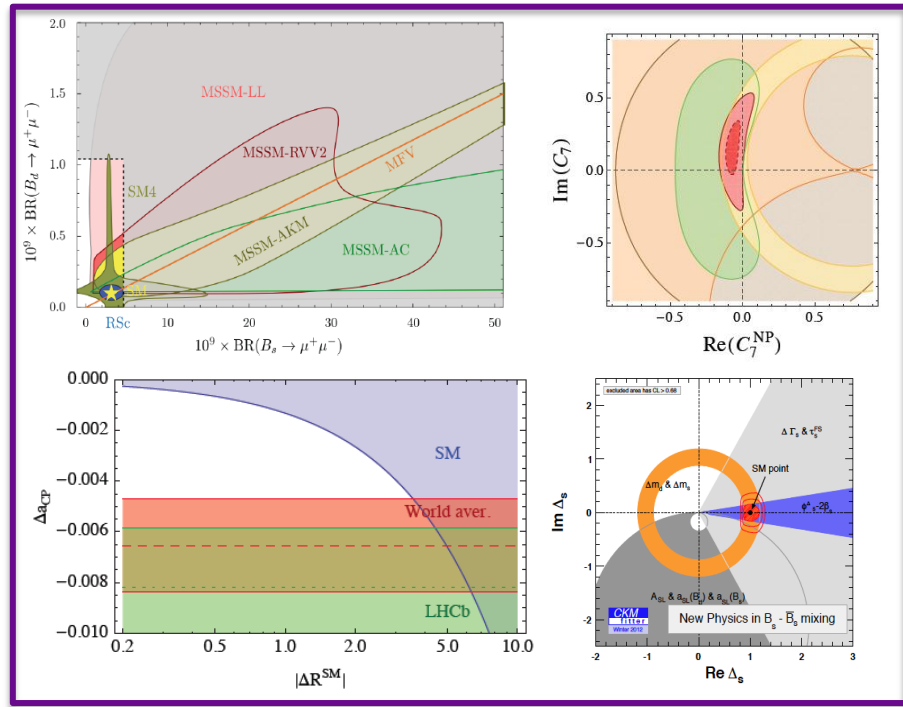 2.0
1.5
1.0
0.5
0.0
10⁹ × BR(B_d → μ⁺μ⁻)
MSSM-LL
MSSM-RVV2
MFV
SM4
MSSM-AKM
MSSM-AC
SM
0 10 20 30 40 50
RSc
10⁹ × BR(B_s → μ⁺μ⁻)
0.5
0.0
−0.5
Im (C₇)
−0.5 0.0 0.5
Re(C₇^NP)
0.000
−0.002
−0.004
−0.006
−0.008
−0.010
Δa_CP
SM
World aver.
LHCb
0.2 0.5 1.0 2.0 5.0 10.0
|ΔR^SM|
excluded area has CL > 0.68
2
1
0
-1
-2
Im Δ_s
ΔΓ_s & τ_s^FS
SM point
Δm_d & Δm_s
A_SL & a_SL(B_d) & a_SL(B_s)
CKM
fitter
Winter 2012
New Physics in B_s - B̄_s mixing
-2 -1 0 1 2 3
Re Δ_s